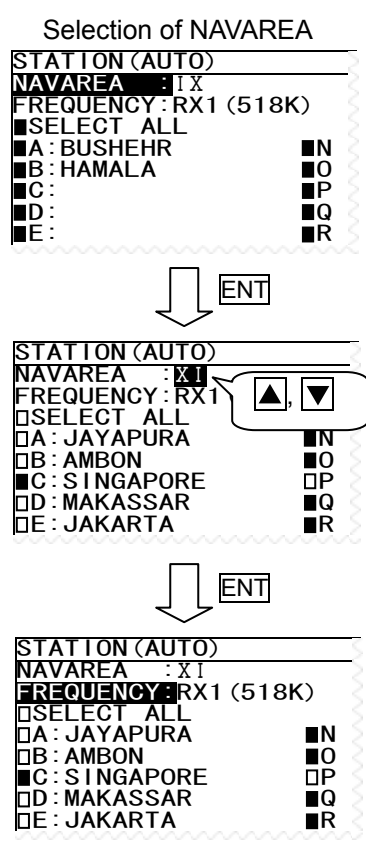 Selection of NAVAREA
STATION(AUTO)
NAVAREA :IX
FREQUENCY:RX1(518K)
■SELECT ALL
■A:BUSHEHR ■N
■B:HAMALA ■O
■C: ■P
■D: ■Q
■E: ■R
ENT
STATION(AUTO)
NAVAREA :XI
FREQUENCY:RX1
▲, ▼
□SELECT ALL
□A:JAYAPURA ■N
□B:AMBON ■O
■C:SINGAPORE □P
□D:MAKASSAR ■Q
□E:JAKARTA ■R
ENT
STATION(AUTO)
NAVAREA :XI
FREQUENCY:RX1(518K)
□SELECT ALL
□A:JAYAPURA ■N
□B:AMBON ■O
■C:SINGAPORE □P
□D:MAKASSAR ■Q
□E:JAKARTA ■R